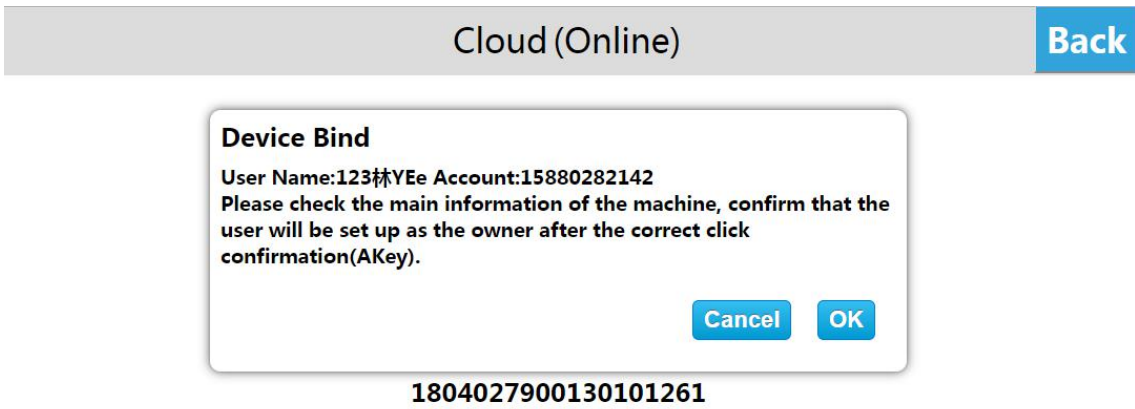 Cloud (Online)
Back
Device Bind
User Name:123林YEe Account:15880282142
Please check the main information of the machine, confirm that the
user will be set up as the owner after the correct click
confirmation(AKey).
Cancel
OK
1804027900130101261